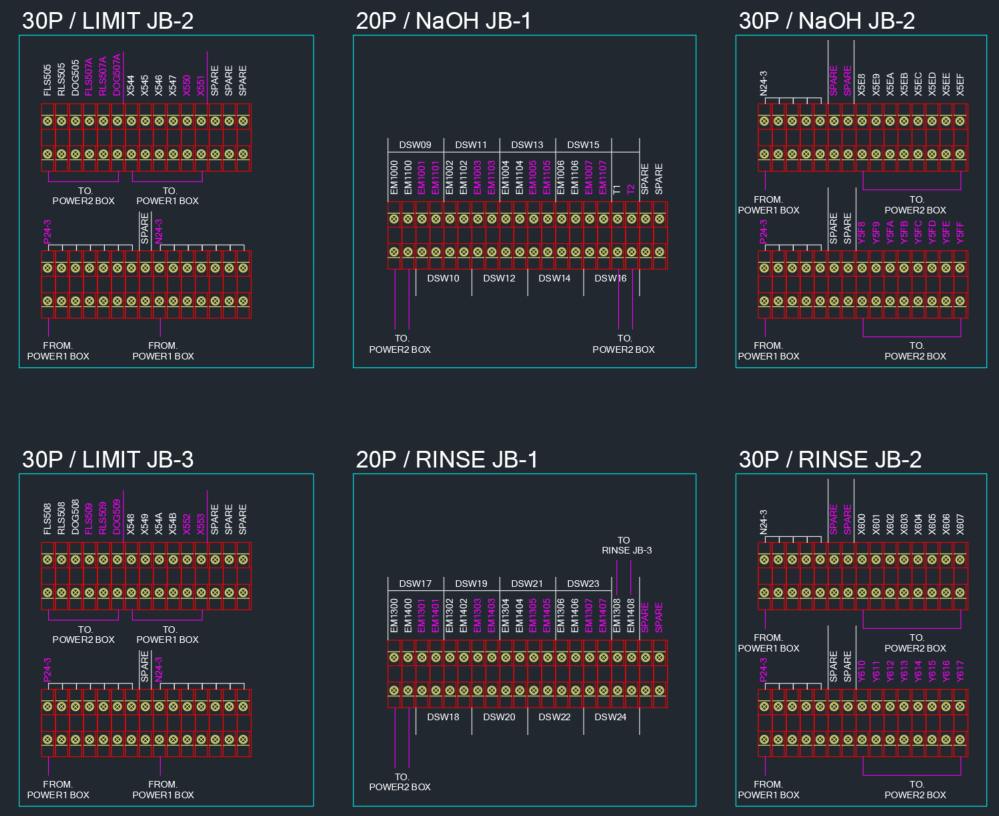 30P / LIMIT JB-2
FLS505
RLS505
DOG505
FLS507A
RLS507A
DOG507A
X544
X545
X546
X547
X550
X551
SPARE
SPARE
SPARE
TO.
POWER2 BOX
TO.
POWER1 BOX
P24-3
SPARE
N24-3
FROM.
POWER1 BOX
FROM.
POWER1 BOX
20P / NaOH JB-1
DSW09
DSW11
DSW13
DSW15
EM1000
EM1100
EM1001
EM1101
EM1002
EM1102
EM1003
EM1103
EM1004
EM1104
EM1005
EM1105
EM1006
EM1106
EM1007
EM1107
T1
T2
SPARE
SPARE
DSW10
DSW12
DSW14
DSW16
TO.
POWER2 BOX
TO.
POWER2 BOX
30P / NaOH JB-2
N24-3
SPARE
SPARE
X5E8
X5E9
X5EA
X5EB
X5EC
X5ED
X5EE
X5EF
FROM.
POWER1 BOX
TO.
POWER2 BOX
P24-3
SPARE
SPARE
Y5F8
Y5F9
Y5FA
Y5FB
Y5FC
Y5FD
Y5FE
Y5FF
FROM.
POWER1 BOX
TO.
POWER2 BOX
30P / LIMIT JB-3
FLS508
RLS508
DOG508
FLS509
RLS509
DOG509
X548
X549
X54A
X54B
X552
X553
SPARE
SPARE
SPARE
TO.
POWER2 BOX
TO.
POWER1 BOX
P24-3
SPARE
N24-3
FROM.
POWER1 BOX
FROM.
POWER1 BOX
20P / RINSE JB-1
TO
RINSE JB-3
DSW17
DSW19
DSW21
DSW23
EM1300
EM1400
EM1301
EM1401
EM1302
EM1402
EM1303
EM1403
EM1304
EM1404
EM1305
EM1405
EM1306
EM1406
EM1307
EM1407
EM1308
EM1408
SPARE
SPARE
DSW18
DSW20
DSW22
DSW24
TO.
POWER2 BOX
30P / RINSE JB-2
N24-3
SPARE
SPARE
X600
X601
X602
X603
X604
X605
X606
X607
FROM.
POWER1 BOX
TO.
POWER2 BOX
P24-3
SPARE
SPARE
Y610
Y611
Y612
Y613
Y614
Y615
Y616
Y617
FROM.
POWER1 BOX
TO.
POWER2 BOX